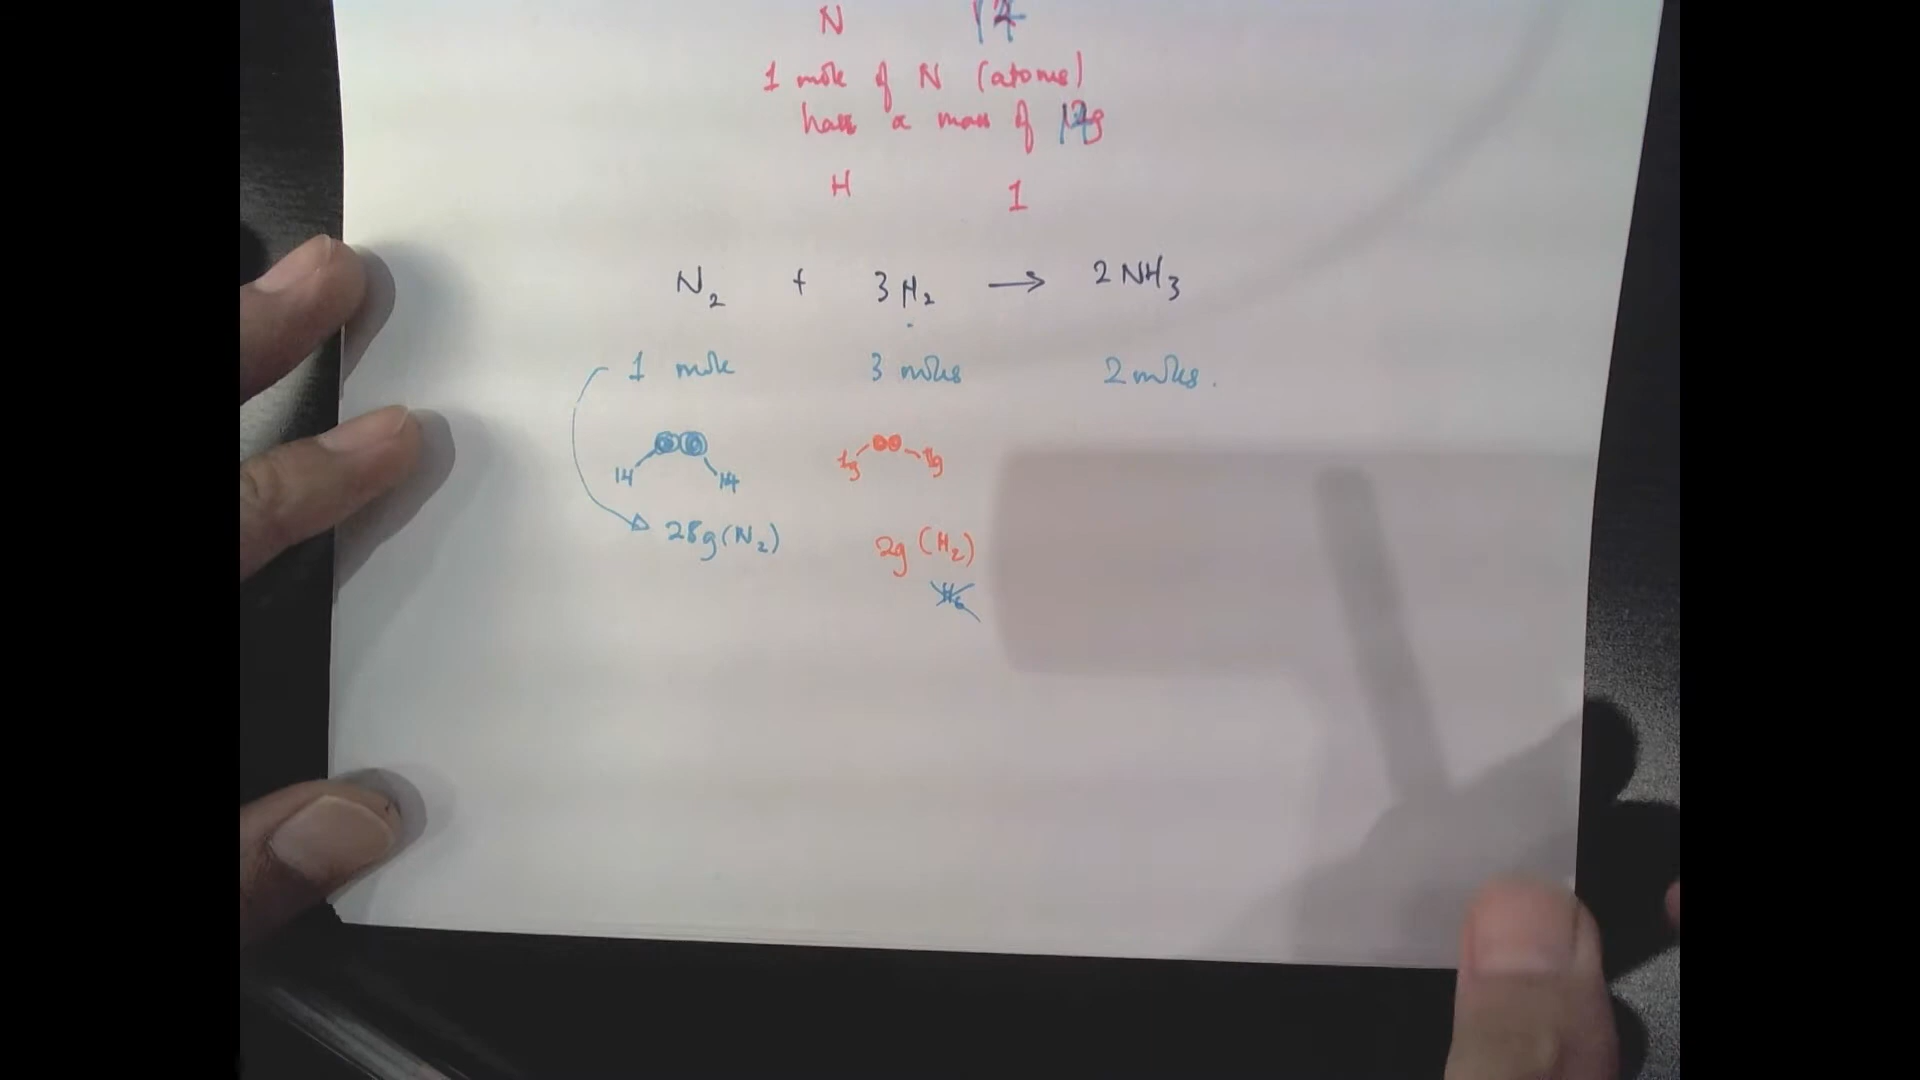 N 14
1 mole of N (atoms)
has a mass of 14g
H 1
N₂ + 3H₂ → 2NH₃
1 mole 3 moles 2 moles.
14 14 1g 1g
28g (N₂) 2g (H₂)